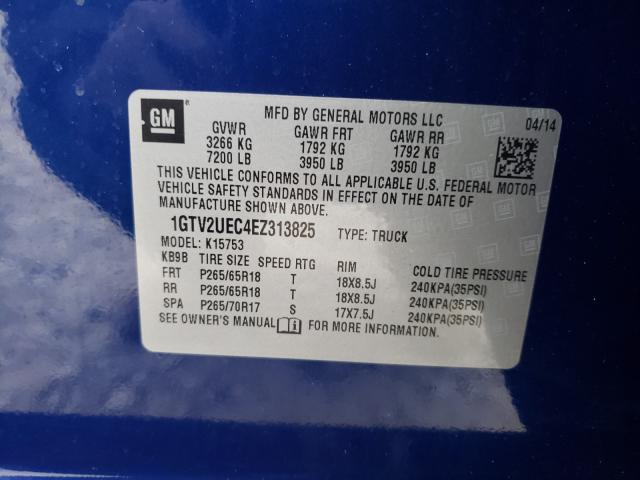 GM
MFD BY GENERAL MOTORS LLC
04/14
GVWR GAWR FRT GAWR RR
3266 KG 1792 KG 1792 KG
7200 LB 3950 LB 3950 LB
THIS VEHICLE CONFORMS TO ALL APPLICABLE U.S. FEDERAL MOTOR
VEHICLE SAFETY STANDARDS IN EFFECT ON THE DATE OF
MANUFACTURE SHOWN ABOVE.
1GTV2UEC4EZ313825 TYPE: TRUCK
MODEL: K15753
KB9B TIRE SIZE SPEED RTG RIM COLD TIRE PRESSURE
FRT P265/65R18 T 18X8.5J 240KPA(35PSI)
RR P265/65R18 T 18X8.5J 240KPA(35PSI)
SPA P265/70R17 S 17X7.5J 240KPA(35PSI)
SEE OWNER'S MANUAL FOR MORE INFORMATION.